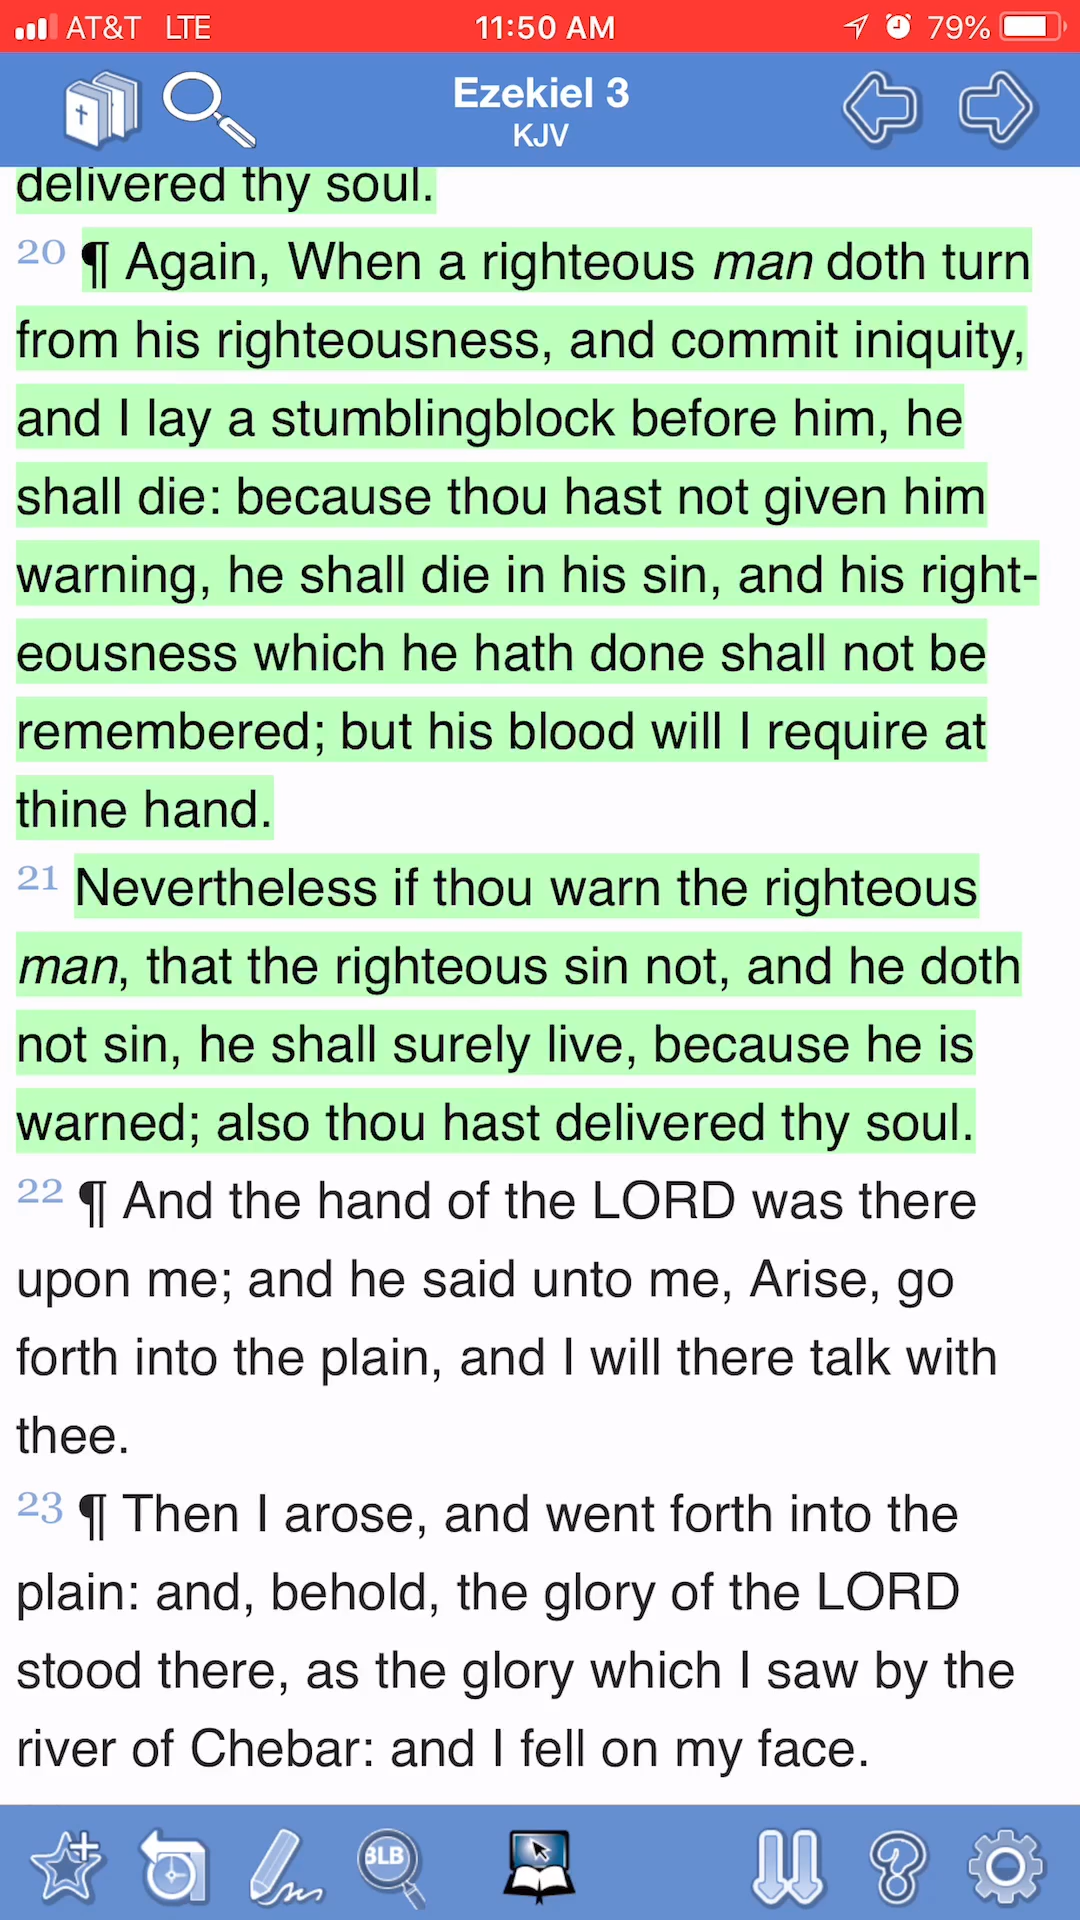 AT&T LTE 11:50 AM 79%
Ezekiel 3
KJV
delivered thy soul.
20 ¶ Again, When a righteous man doth turn
from his righteousness, and commit iniquity,
and I lay a stumblingblock before him, he
shall die: because thou hast not given him
warning, he shall die in his sin, and his right-
eousness which he hath done shall not be
remembered; but his blood will I require at
thine hand.
21 Nevertheless if thou warn the righteous
man, that the righteous sin not, and he doth
not sin, he shall surely live, because he is
warned; also thou hast delivered thy soul.
22 ¶ And the hand of the LORD was there
upon me; and he said unto me, Arise, go
forth into the plain, and I will there talk with
thee.
23 ¶ Then I arose, and went forth into the
plain: and, behold, the glory of the LORD
stood there, as the glory which I saw by the
river of Chebar: and I fell on my face.
BLB